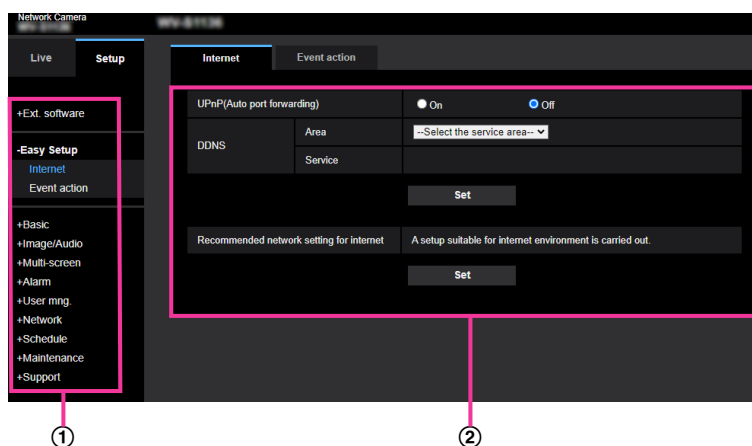 Network Camera
Live
Setup
Internet
Event action
+Ext. software
-Easy Setup
Internet
Event action
+Basic
+Image/Audio
+Multi-screen
+Alarm
+User mng.
+Network
+Schedule
+Maintenance
+Support
UPnP(Auto port forwarding)
On
Off
DDNS
Area
--Select the service area--
Service
Set
Recommended network setting for internet
A setup suitable for internet environment is carried out.
Set
①
②